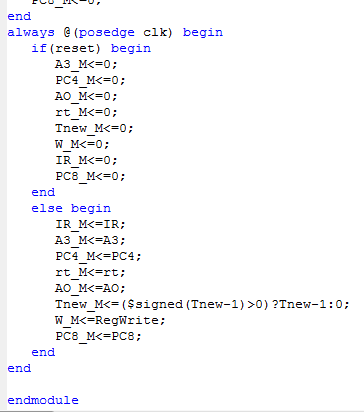 end
always @(posedge clk) begin
if(reset) begin
A3_M<=0;
PC4_M<=0;
AO_M<=0;
rt_M<=0;
Tnew_M<=0;
W_M<=0;
IR_M<=0;
PC8_M<=0;
end
else begin
IR_M<=IR;
A3_M<=A3;
PC4_M<=PC4;
rt_M<=rt;
AO_M<=AO;
Tnew_M<=($signed(Tnew-1)>0)?Tnew-1:0;
W_M<=RegWrite;
PC8_M<=PC8;
end
end
endmodule